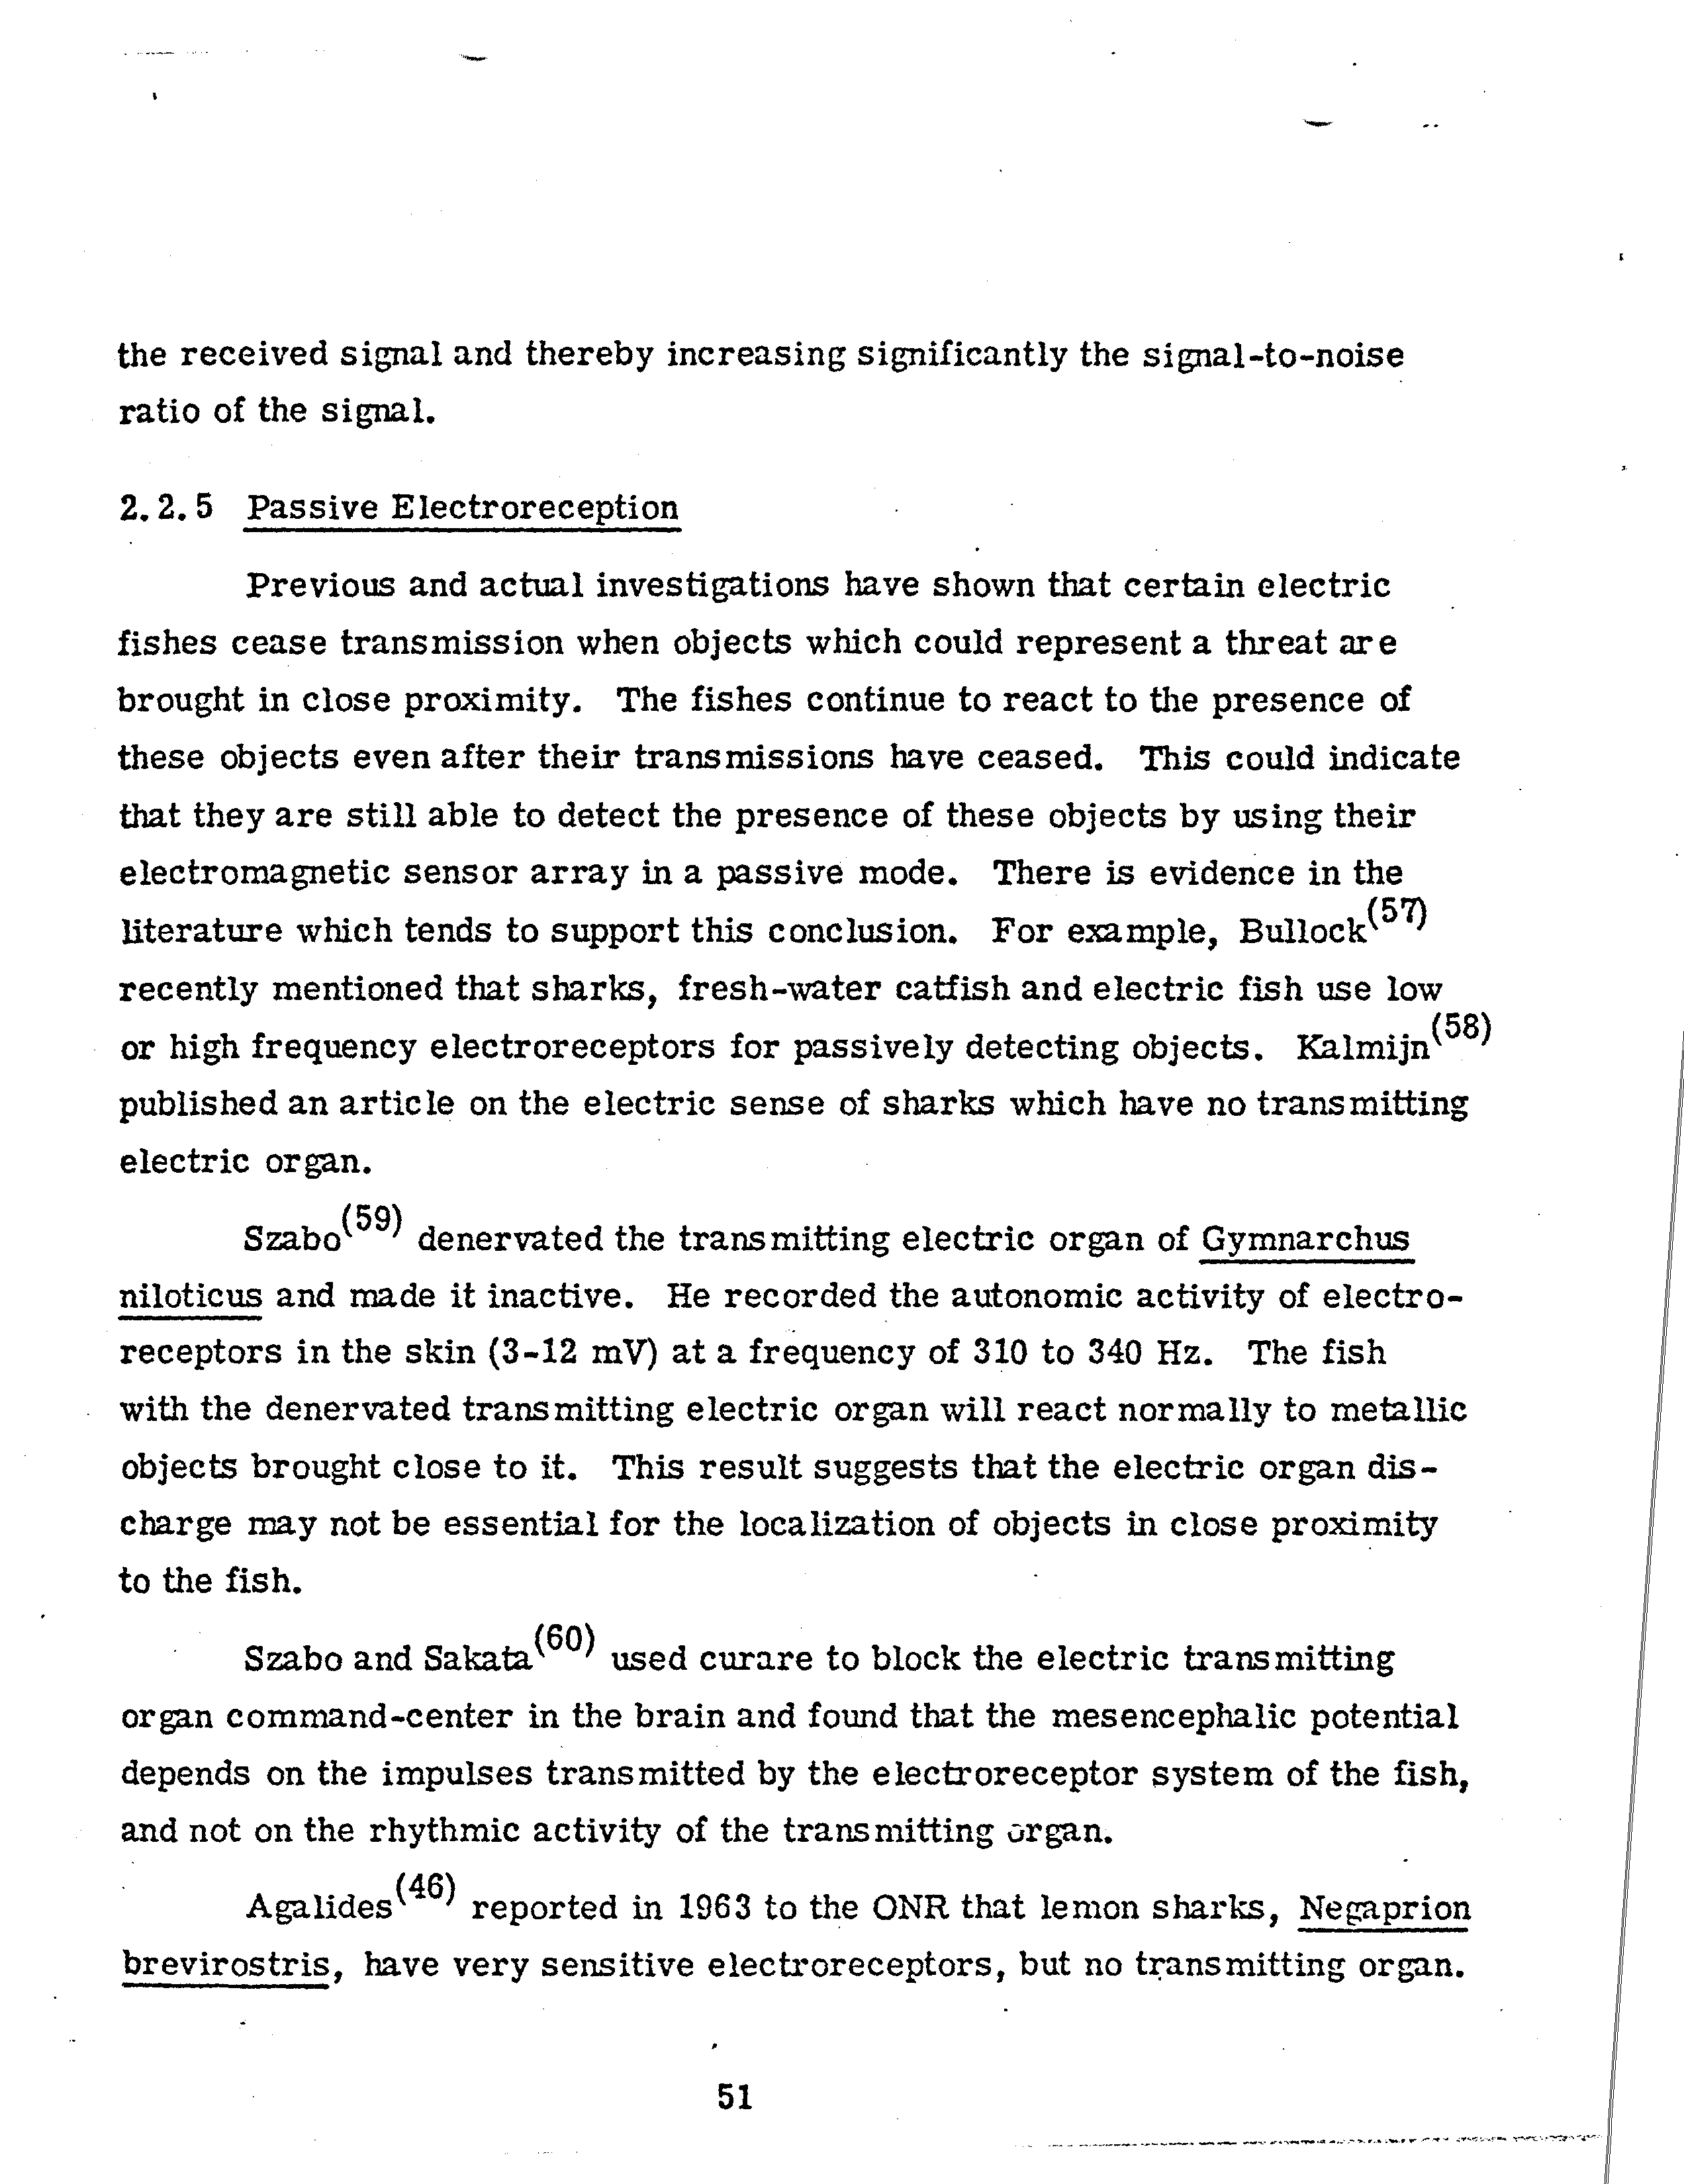 the received signal and thereby increasing significantly the signal-to-noise
ratio of the signal.
2.2.5 Passive Electroreception
Previous and actual investigations have shown that certain electric
fishes cease transmission when objects which could represent a threat are
brought in close proximity. The fishes continue to react to the presence of
these objects even after their transmissions have ceased. This could indicate
that they are still able to detect the presence of these objects by using their
electromagnetic sensor array in a passive mode. There is evidence in the
literature which tends to support this conclusion. For example, Bullock(57)
recently mentioned that sharks, fresh-water catfish and electric fish use low
or high frequency electroreceptors for passively detecting objects. Kalmijn(58)
published an article on the electric sense of sharks which have no transmitting
electric organ.
Szabo(59) denervated the transmitting electric organ of Gymnarchus
niloticus and made it inactive. He recorded the autonomic activity of electro-
receptors in the skin (3-12 mV) at a frequency of 310 to 340 Hz. The fish
with the denervated transmitting electric organ will react normally to metallic
objects brought close to it. This result suggests that the electric organ dis-
charge may not be essential for the localization of objects in close proximity
to the fish.
Szabo and Sakata(60) used curare to block the electric transmitting
organ command-center in the brain and found that the mesencephalic potential
depends on the impulses transmitted by the electroreceptor system of the fish,
and not on the rhythmic activity of the transmitting organ.
Agalides(46) reported in 1963 to the ONR that lemon sharks, Negaprion
brevirostris, have very sensitive electroreceptors, but no transmitting organ.
51